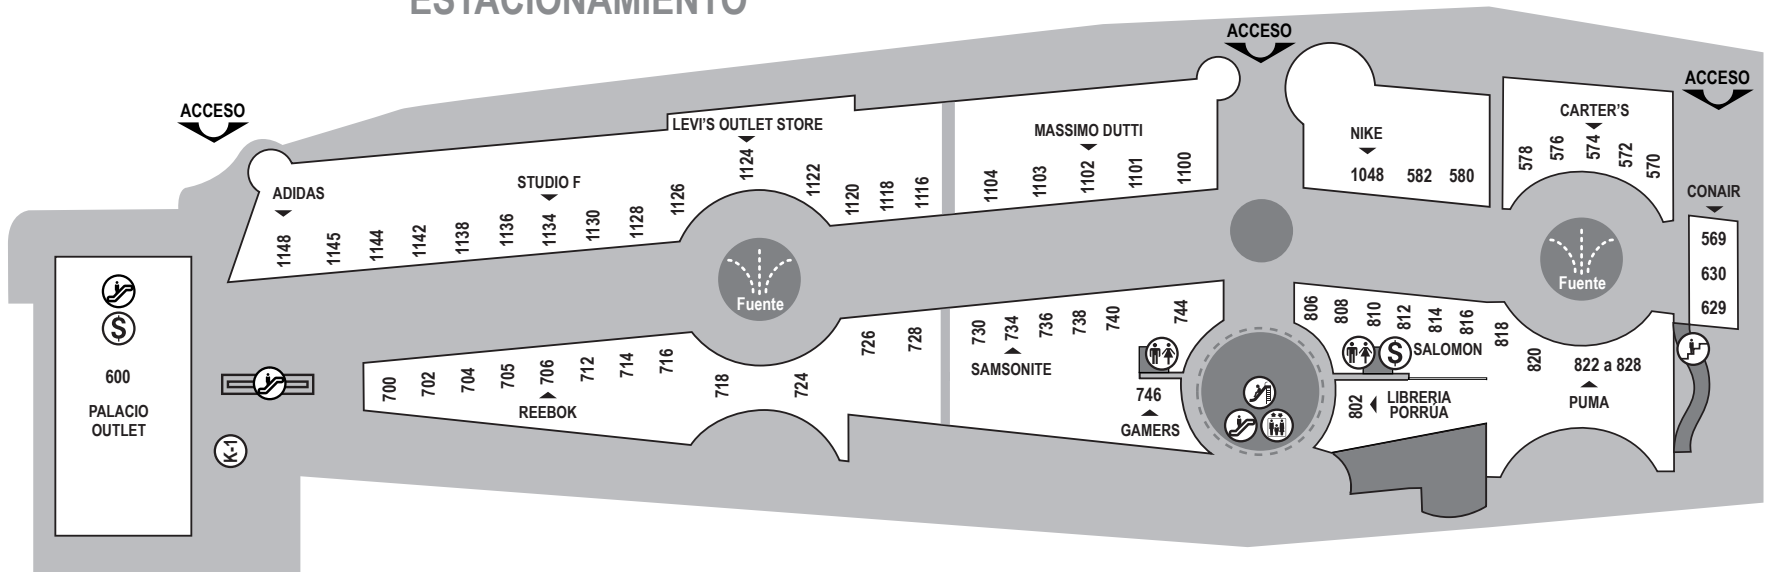 ESTACIONAMIENTO
ACCESO
ACCESO
ACCESO
LEVI'S OUTLET STORE
MASSIMO DUTTI
NIKE
CARTER'S
ADIDAS
STUDIO F
CONAIR
1148
1145
1144
1142
1138
1136
1134
1130
1128
1126
1124
1122
1120
1118
1116
1104
1103
1102
1101
1100
1048
582
580
578
576
574
572
570
569
630
629
Fuente
Fuente
$
600
PALACIO
OUTLET
K-1
700
702
704
705
706
712
714
716
718
724
726
728
REEBOK
730
734
736
738
740
744
SAMSONITE
746
GAMERS
806
808
810
812
814
816
818
820
$
SALOMON
822 a 828
PUMA
802
LIBRERIA
PORRÚA